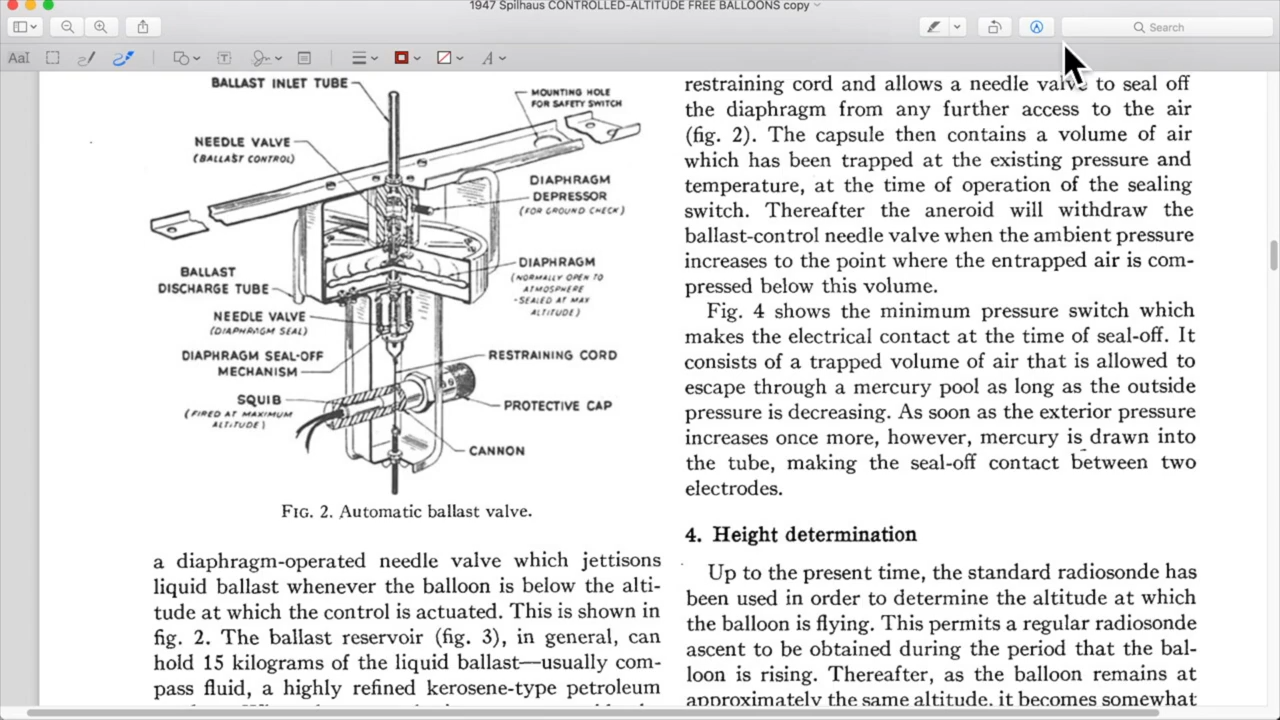 1947 Spilhaus CONTROLLED-ALTITUDE FREE BALLOONS copy
Search
AaI
T
A
BALLAST INLET TUBE
MOUNTING HOLE
FOR SAFETY SWITCH
NEEDLE VALVE
(BALLAST CONTROL)
DIAPHRAGM
DEPRESSOR
(FOR GROUND CHECK)
DIAPHRAGM
(NORMALLY OPEN TO
ATMOSPHERE
-SEALED AT MAX
ALTITUDE)
BALLAST
DISCHARGE TUBE
NEEDLE VALVE
(DIAPHRAGM SEAL)
DIAPHRAGM SEAL-OFF
MECHANISM
RESTRAINING CORD
SQUIB
(FIRED AT MAXIMUM
ALTITUDE)
PROTECTIVE CAP
CANNON
FIG. 2. Automatic ballast valve.
a diaphragm-operated needle valve which jettisons
liquid ballast whenever the balloon is below the alti-
tude at which the control is actuated. This is shown in
fig. 2. The ballast reservoir (fig. 3), in general, can
hold 15 kilograms of the liquid ballast—usually com-
pass fluid, a highly refined kerosene-type petroleum
restraining cord and allows a needle valve to seal off
the diaphragm from any further access to the air
(fig. 2). The capsule then contains a volume of air
which has been trapped at the existing pressure and
temperature, at the time of operation of the sealing
switch. Thereafter the aneroid will withdraw the
ballast-control needle valve when the ambient pressure
increases to the point where the entrapped air is com-
pressed below this volume.
Fig. 4 shows the minimum pressure switch which
makes the electrical contact at the time of seal-off. It
consists of a trapped volume of air that is allowed to
escape through a mercury pool as long as the outside
pressure is decreasing. As soon as the exterior pressure
increases once more, however, mercury is drawn into
the tube, making the seal-off contact between two
electrodes.
4. Height determination
Up to the present time, the standard radiosonde has
been used in order to determine the altitude at which
the balloon is flying. This permits a regular radiosonde
ascent to be obtained during the period that the bal-
loon is rising. Thereafter, as the balloon remains at
approximately the same altitude, it becomes somewhat